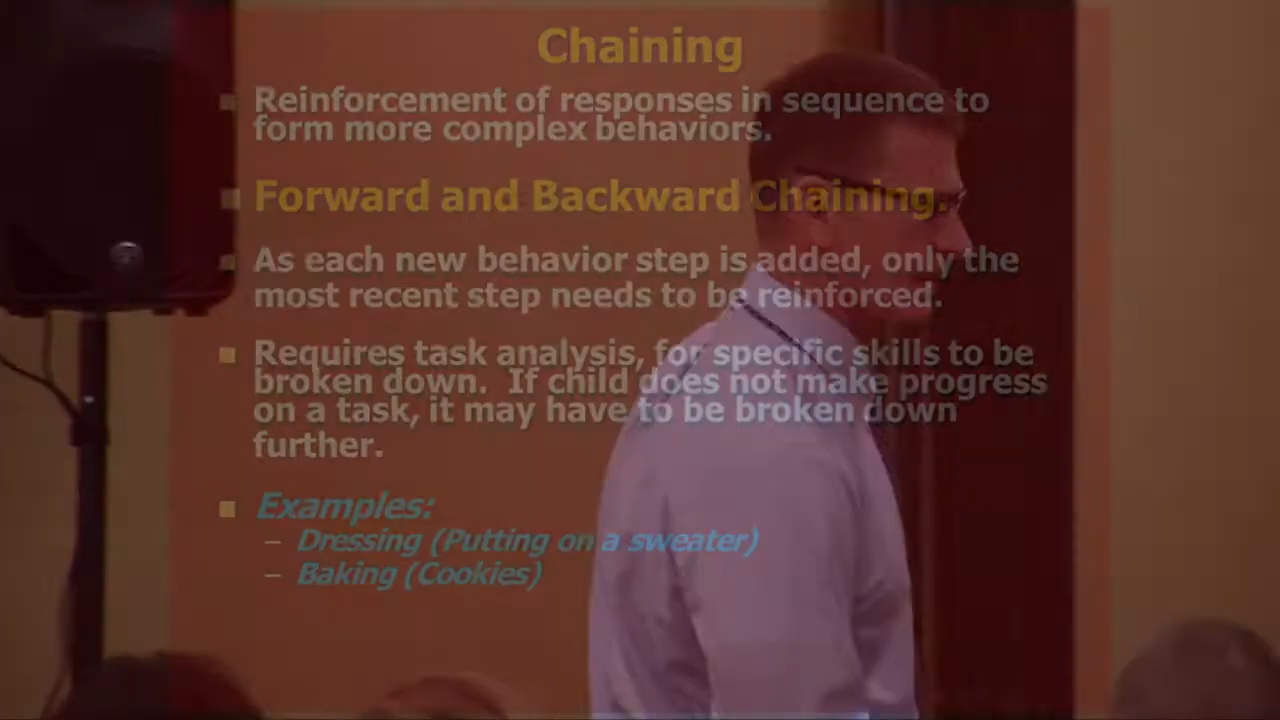 Chaining
Reinforcement of responses in sequence to
form more complex behaviors.
Forward and Backward Chaining.
As each new behavior step is added, only the
most recent step needs to be reinforced.
Requires task analysis, for specific skills to be
broken down.  If child does not make progress
on a task, it may have to be broken down
further.
Examples:
– Dressing (Putting on a sweater)
– Baking (Cookies)